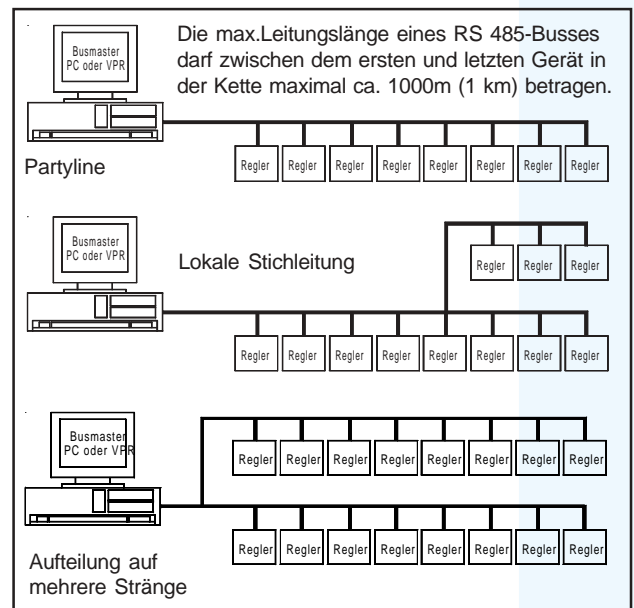 Die max.Leitungslänge eines RS 485-Busses
darf zwischen dem ersten und letzten Gerät in
der Kette maximal ca. 1000m (1 km) betragen.
Busmaster
PC oder VPR
Partyline
Regler Regler Regler Regler Regler Regler Regler Regler
Busmaster
PC oder VPR
Lokale Stichleitung
Regler Regler Regler
Regler Regler Regler Regler Regler Regler Regler Regler
Busmaster
PC oder VPR
Regler Regler Regler Regler Regler Regler Regler Regler
Regler Regler Regler Regler Regler Regler Regler Regler
Aufteilung auf
mehrere Stränge